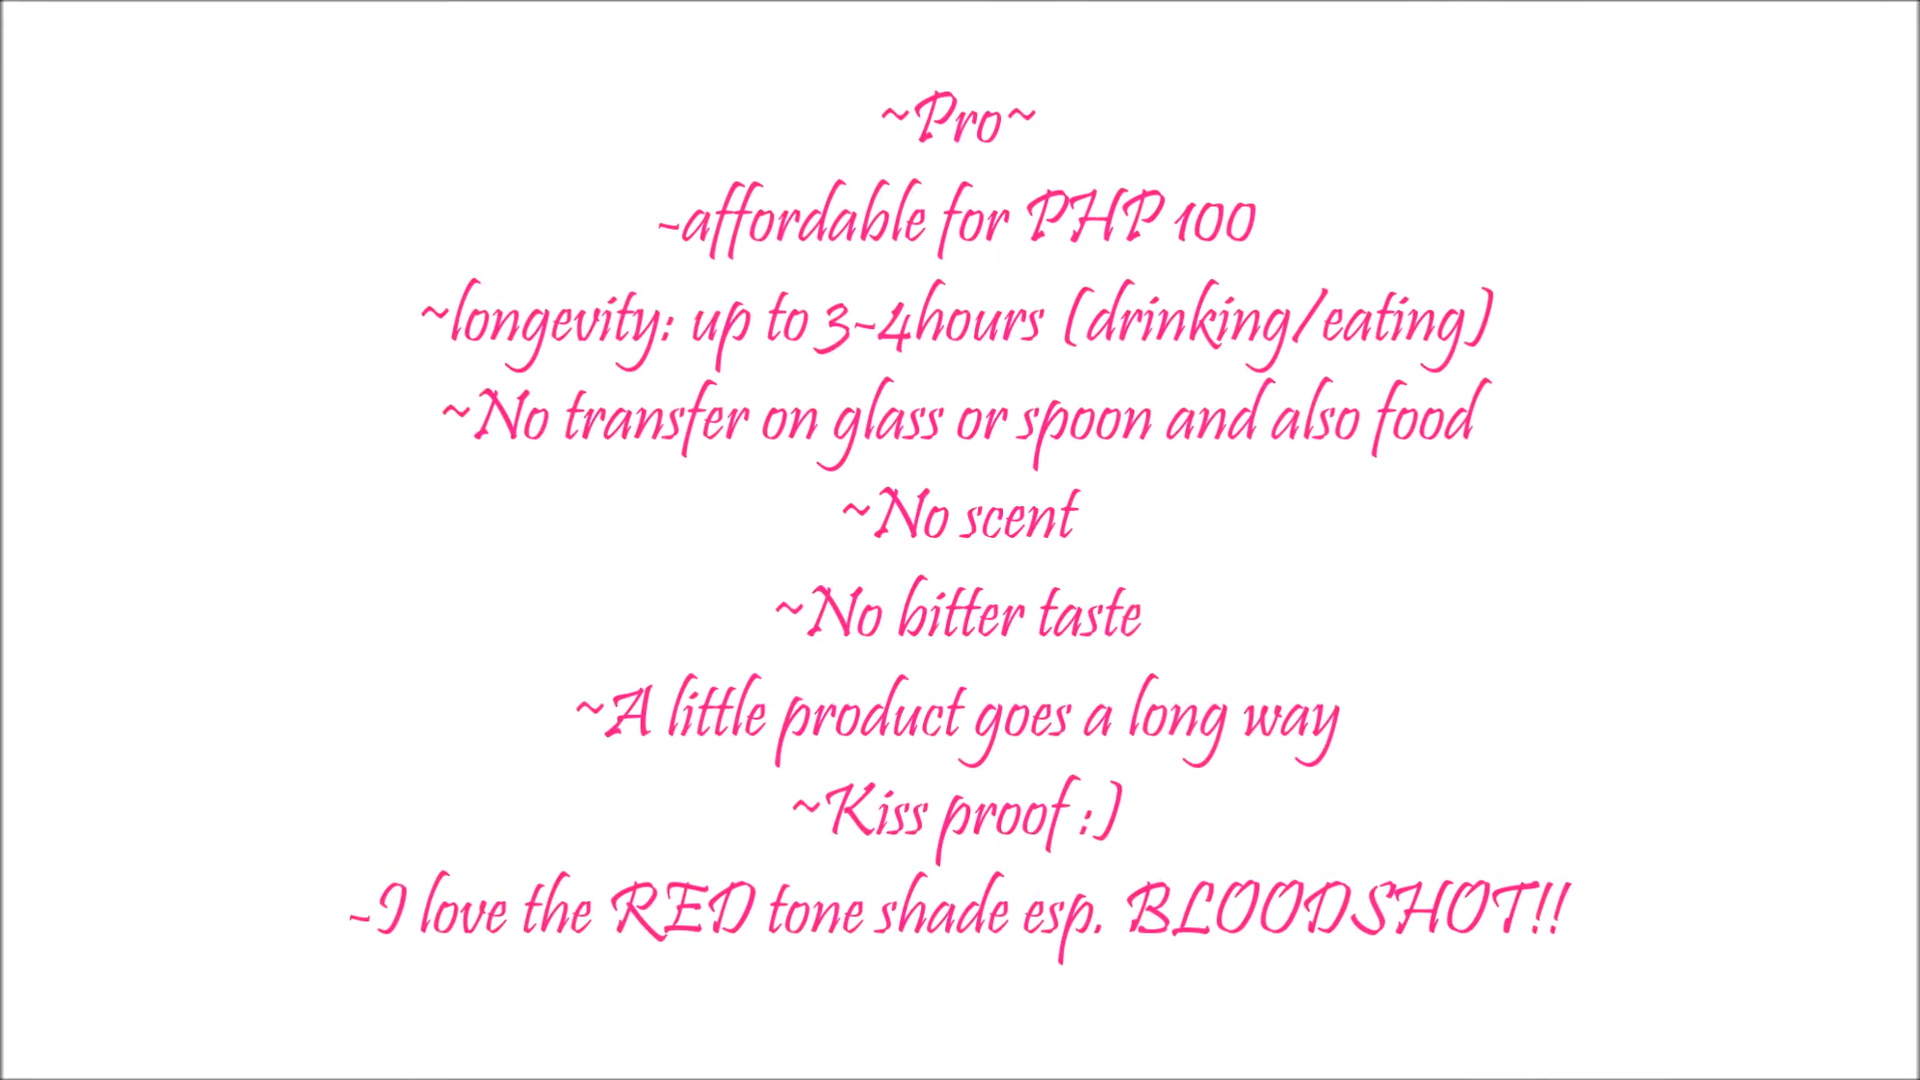 ~Pro~
-affordable for PHP 100
~longevity: up to 3-4hours (drinking/eating)
~No transfer on glass or spoon and also food
~No scent
~No bitter taste
~A little product goes a long way
~Kiss proof :)
-I love the RED tone shade esp. BLOODSHOT!!